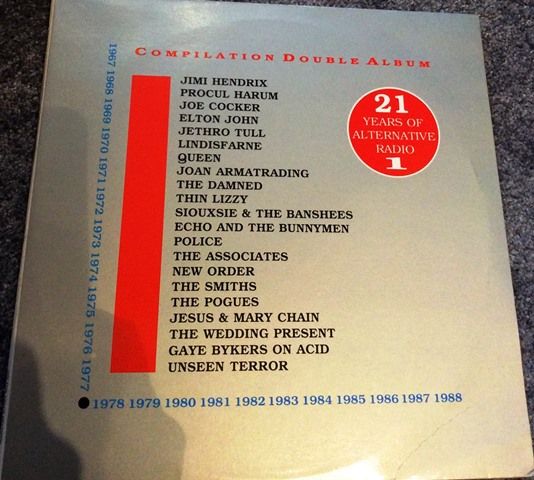 COMPILATION DOUBLE ALBUM
1967 1968 1969 1970 1971 1972 1973 1974 1975 1976 1977
JIMI HENDRIX
PROCUL HARUM
JOE COCKER
ELTON JOHN
JETHRO TULL
LINDISFARNE
QUEEN
JOAN ARMATRADING
THE DAMNED
THIN LIZZY
SIOUXSIE & THE BANSHEES
ECHO AND THE BUNNYMEN
POLICE
THE ASSOCIATES
NEW ORDER
THE SMITHS
THE POGUES
JESUS & MARY CHAIN
THE WEDDING PRESENT
GAYE BYKERS ON ACID
UNSEEN TERROR
21
YEARS OF
ALTERNATIVE
RADIO
1
1978 1979 1980 1981 1982 1983 1984 1985 1986 1987 1988